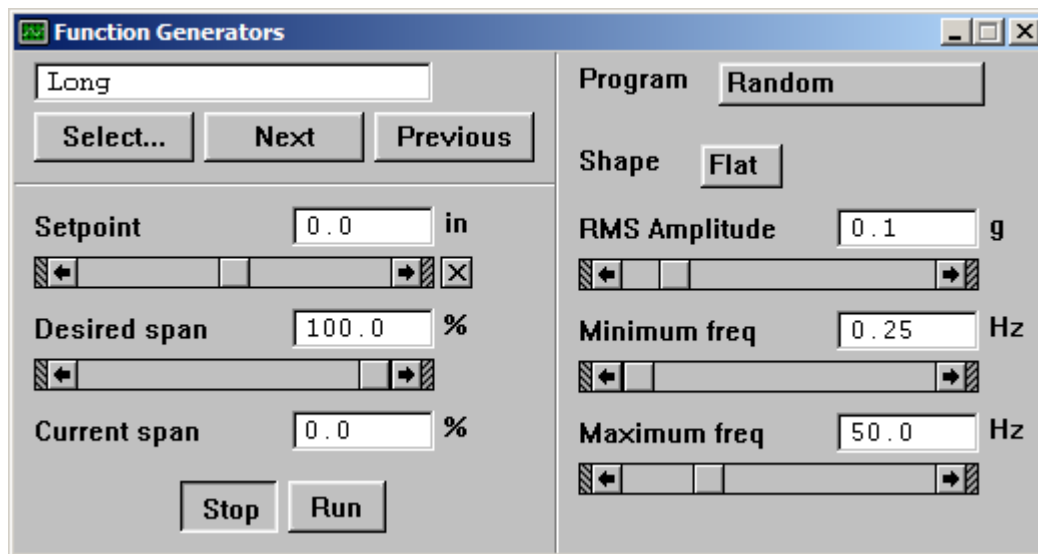 Function Generators
Long
Select... Next Previous
Setpoint 0.0 in
Desired span 100.0 %
Current span 0.0 %
Stop Run
Program Random
Shape Flat
RMS Amplitude 0.1 g
Minimum freq 0.25 Hz
Maximum freq 50.0 Hz